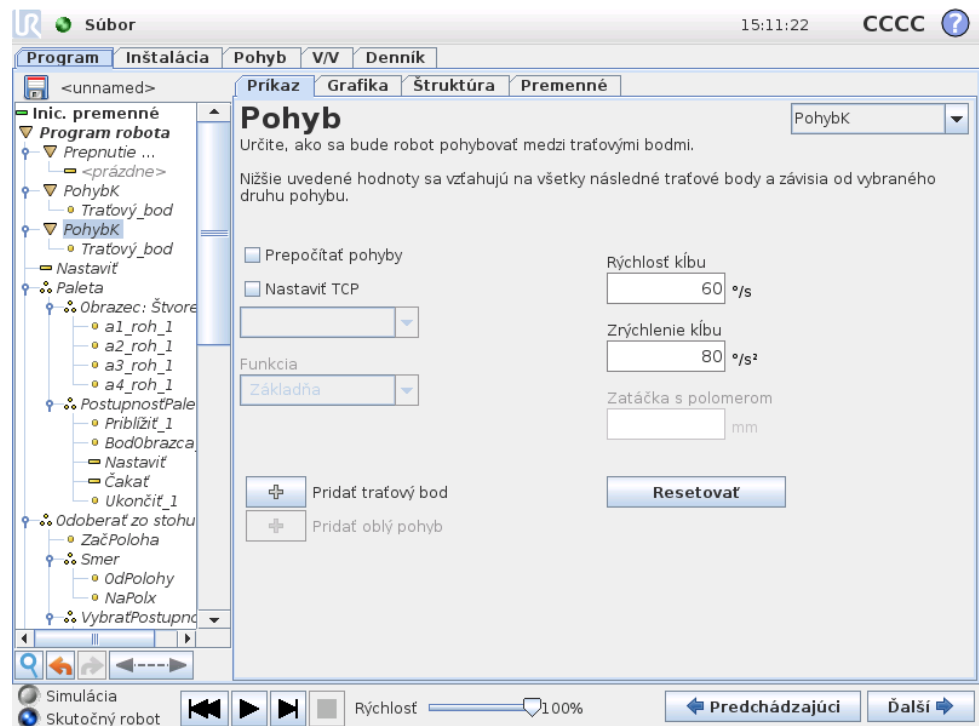 UR Súbor 15:11:22 CCCC ?
Program Inštalácia Pohyb V/V Denník
<unnamed> Príkaz Grafika Štruktúra Premenné
Inic. premenné
Program robota
Prepnutie ...
<prázdne>
PohybK
Traťový_bod
PohybK
Traťový_bod
Nastaviť
Paleta
Obrazec: Štvore
a1_roh_1
a2_roh_1
a3_roh_1
a4_roh_1
PostupnosťPale
Priblížiť_1
BodObrazca_
Nastaviť
Čakať
Ukončiť_1
Odoberať zo stohu
ZačPoloha
Smer
OdPolohy
NaPolx
VybraťPostupno
Pohyb PohybK
Určite, ako sa bude robot pohybovať medzi traťovými bodmi.
Nižšie uvedené hodnoty sa vzťahujú na všetky následné traťové body a závisia od vybraného
druhu pohybu.
Prepočítať pohyby
Nastaviť TCP
Funkcia
Základňa
Rýchlosť kĺbu
60 °/s
Zrýchlenie kĺbu
80 °/s²
Zatáčka s polomerom
mm
Pridať traťový bod
Pridať oblý pohyb
Resetovať
Simulácia
Skutočný robot
Rýchlosť 100%
Predchádzajúci Ďalší